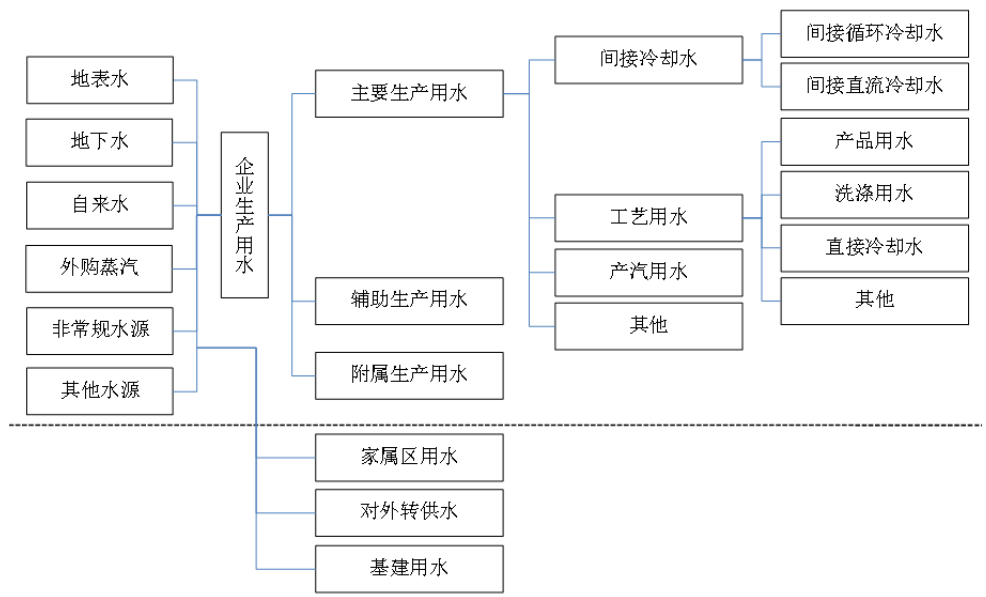 地表水
地下水
自来水
外购蒸汽
非常规水源
其他水源
企业生产用水
主要生产用水
辅助生产用水
附属生产用水
家属区用水
对外转供水
基建用水
间接冷却水
工艺用水
产汽用水
其他
间接循环冷却水
间接直流冷却水
产品用水
洗涤用水
直接冷却水
其他